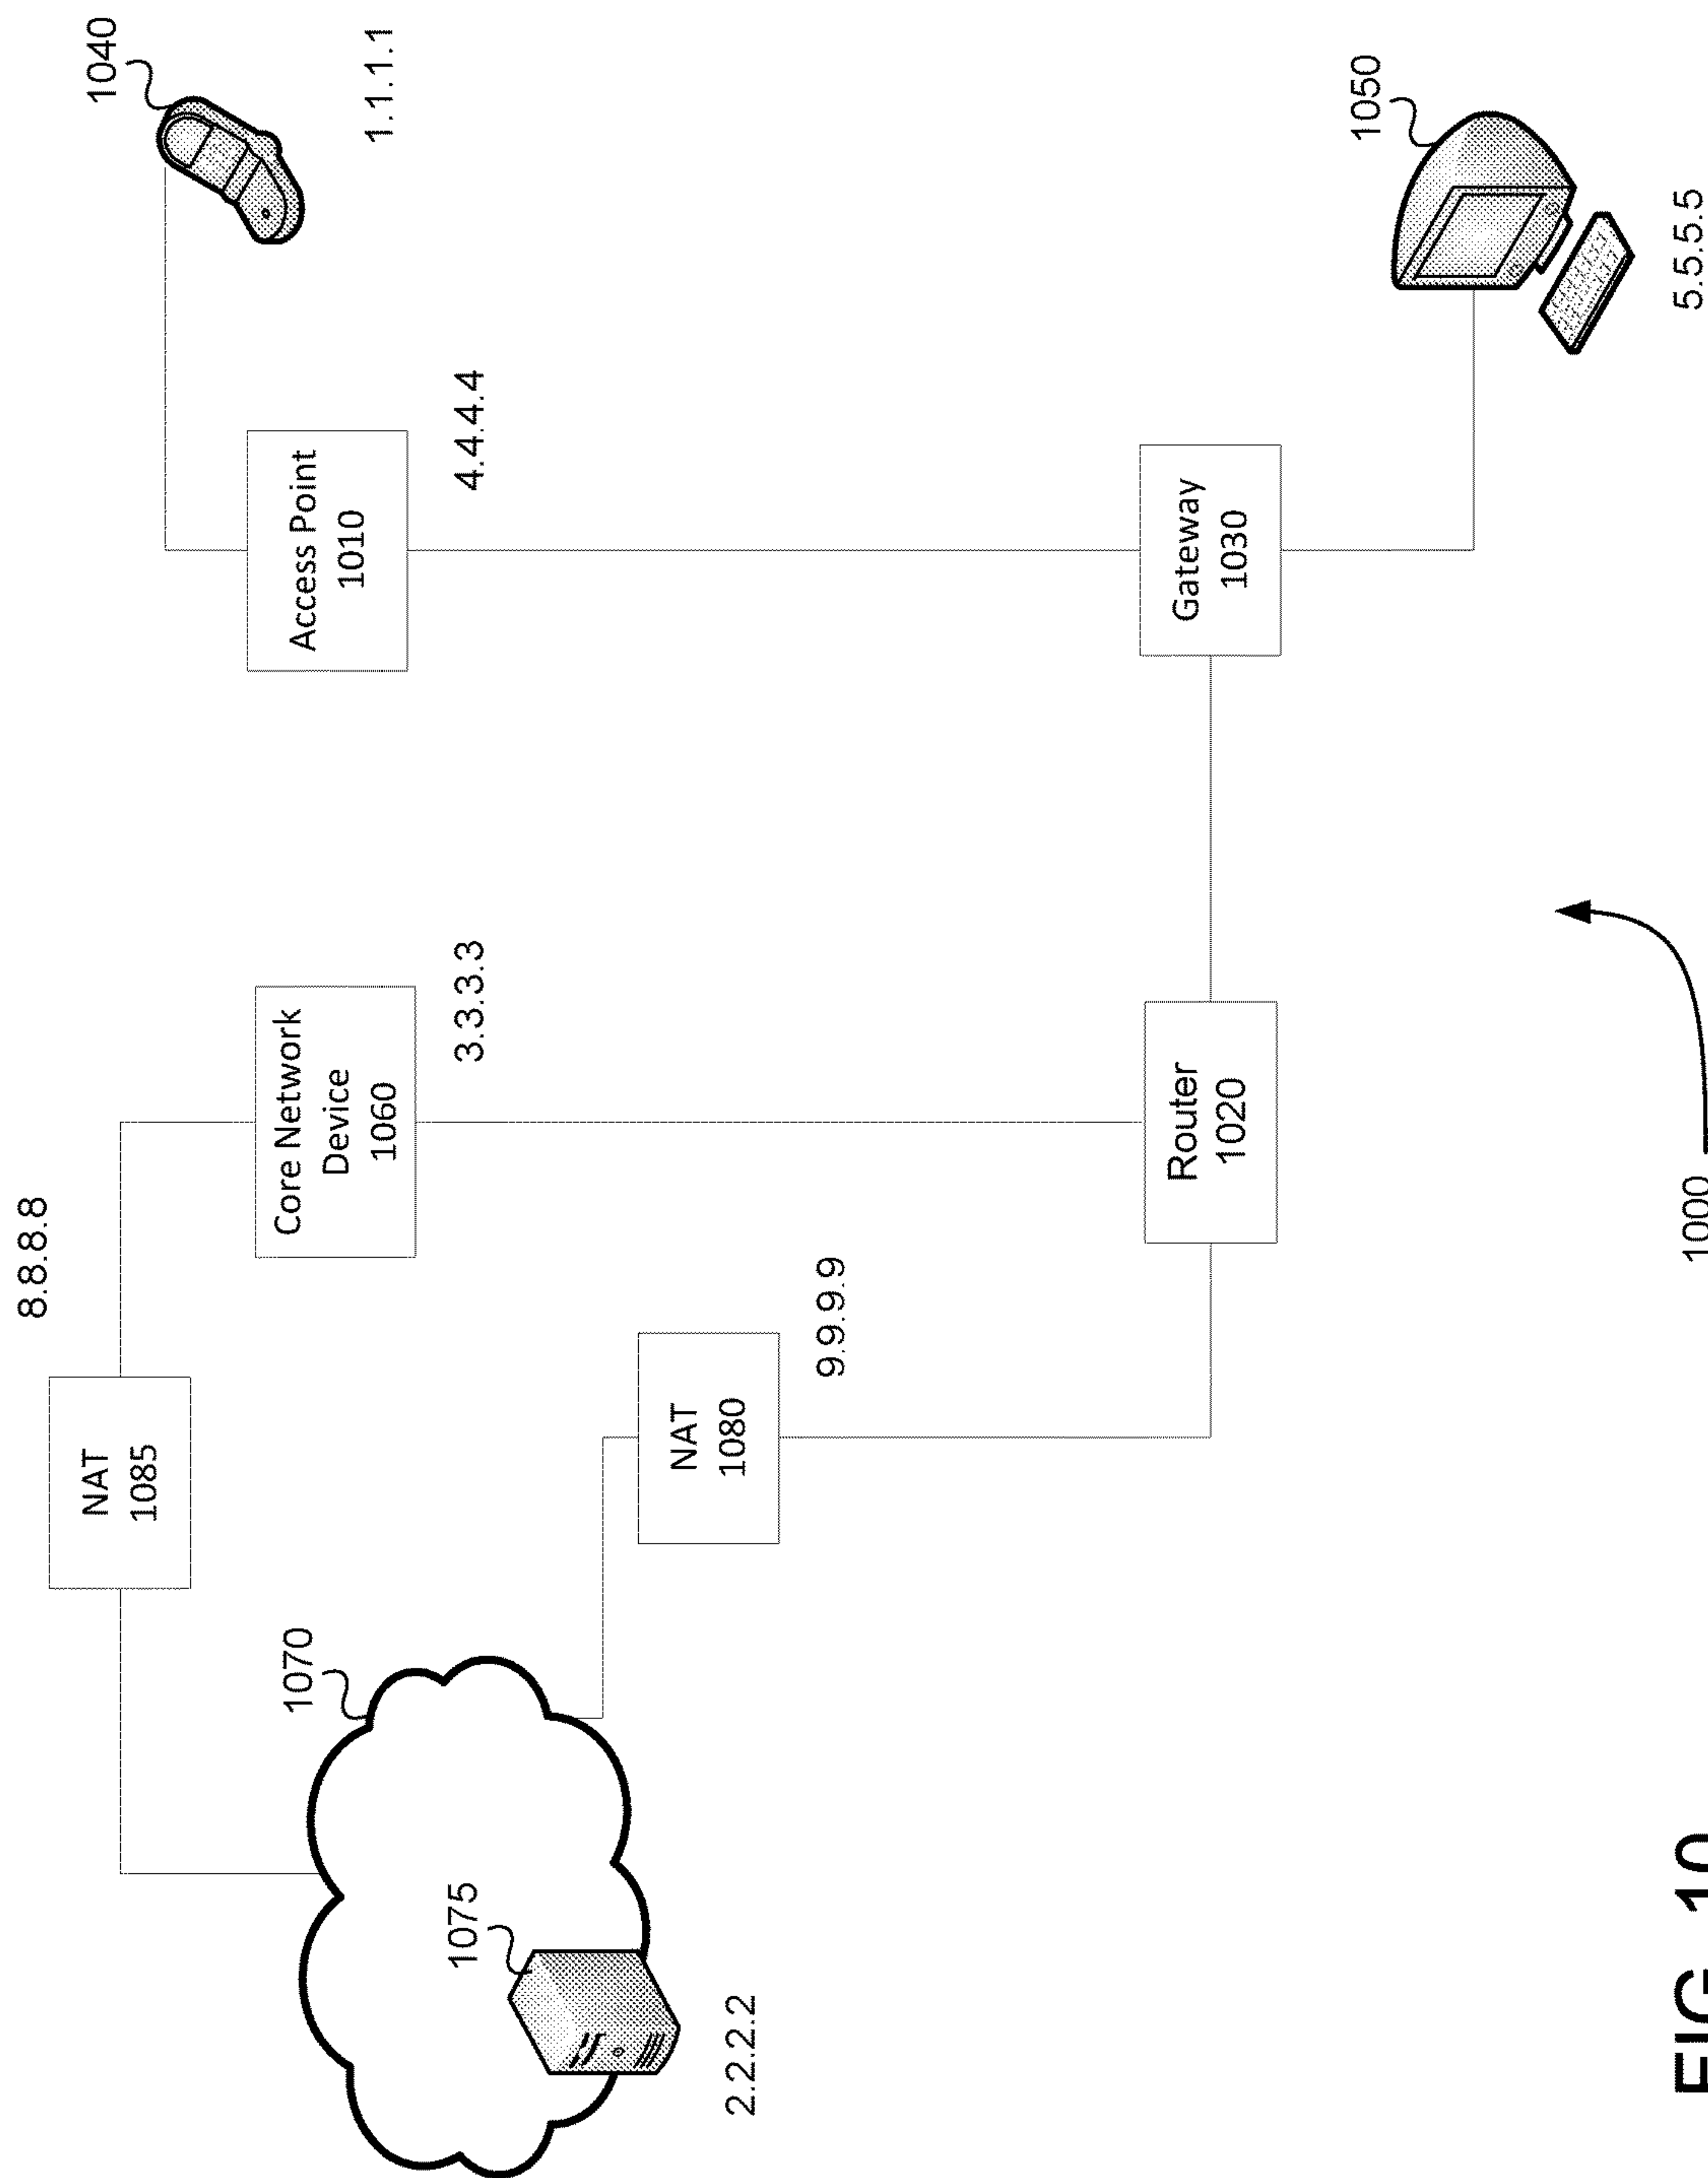 1040
1.1.1.1
Access Point
1010
4.4.4.4
Gateway
1030
1050
5.5.5.5
8.8.8.8
Core Network
Device
1060
3.3.3.3
Router
1020
NAT
1085
NAT
1080
9.9.9.9
1070
1075
2.2.2.2
1000
FIG. 10